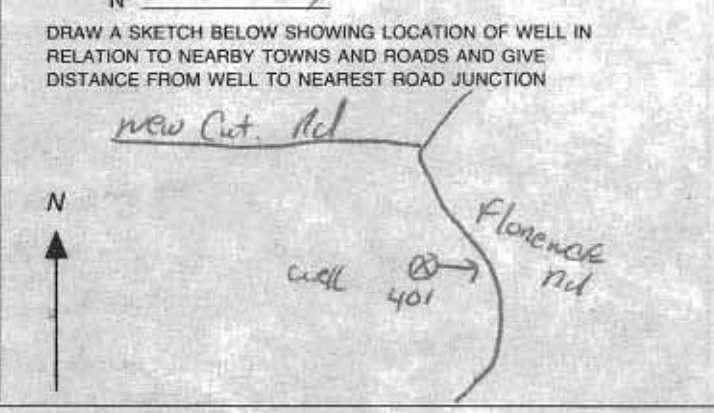 N
DRAW A SKETCH BELOW SHOWING LOCATION OF WELL IN
RELATION TO NEARBY TOWNS AND ROADS AND GIVE
DISTANCE FROM WELL TO NEAREST ROAD JUNCTION
new Cut. Rd
N
Rd
well
401